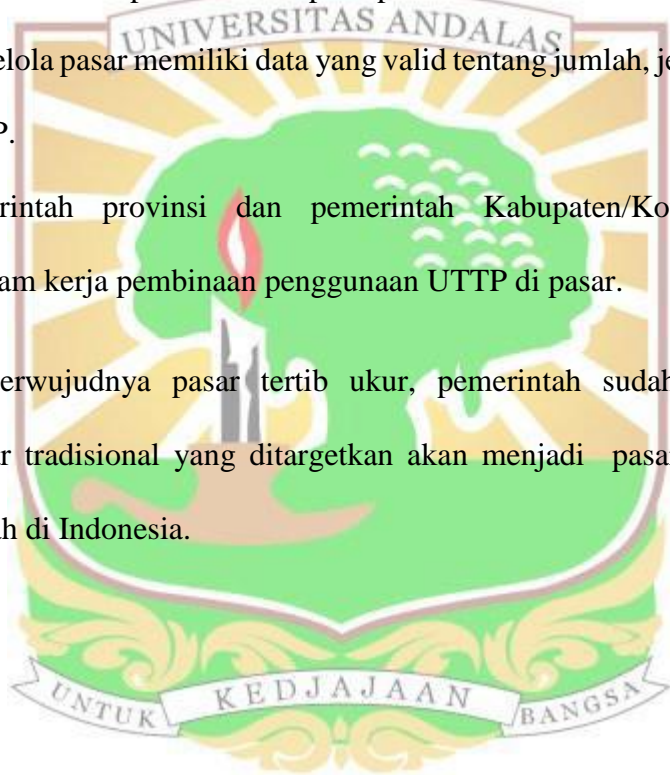 UNIVERSITAS ANDALAS
elola pasar memiliki data yang valid tentang jumlah, je
P.
rintah provinsi dan pemerintah Kabupaten/Ko
am kerja pembinaan penggunaan UTTP di pasar.
erwujudnya pasar tertib ukur, pemerintah sudah
r tradisional yang ditargetkan akan menjadi pasar
ah di Indonesia.
UNTUK KEDJAJAAN BANGSA